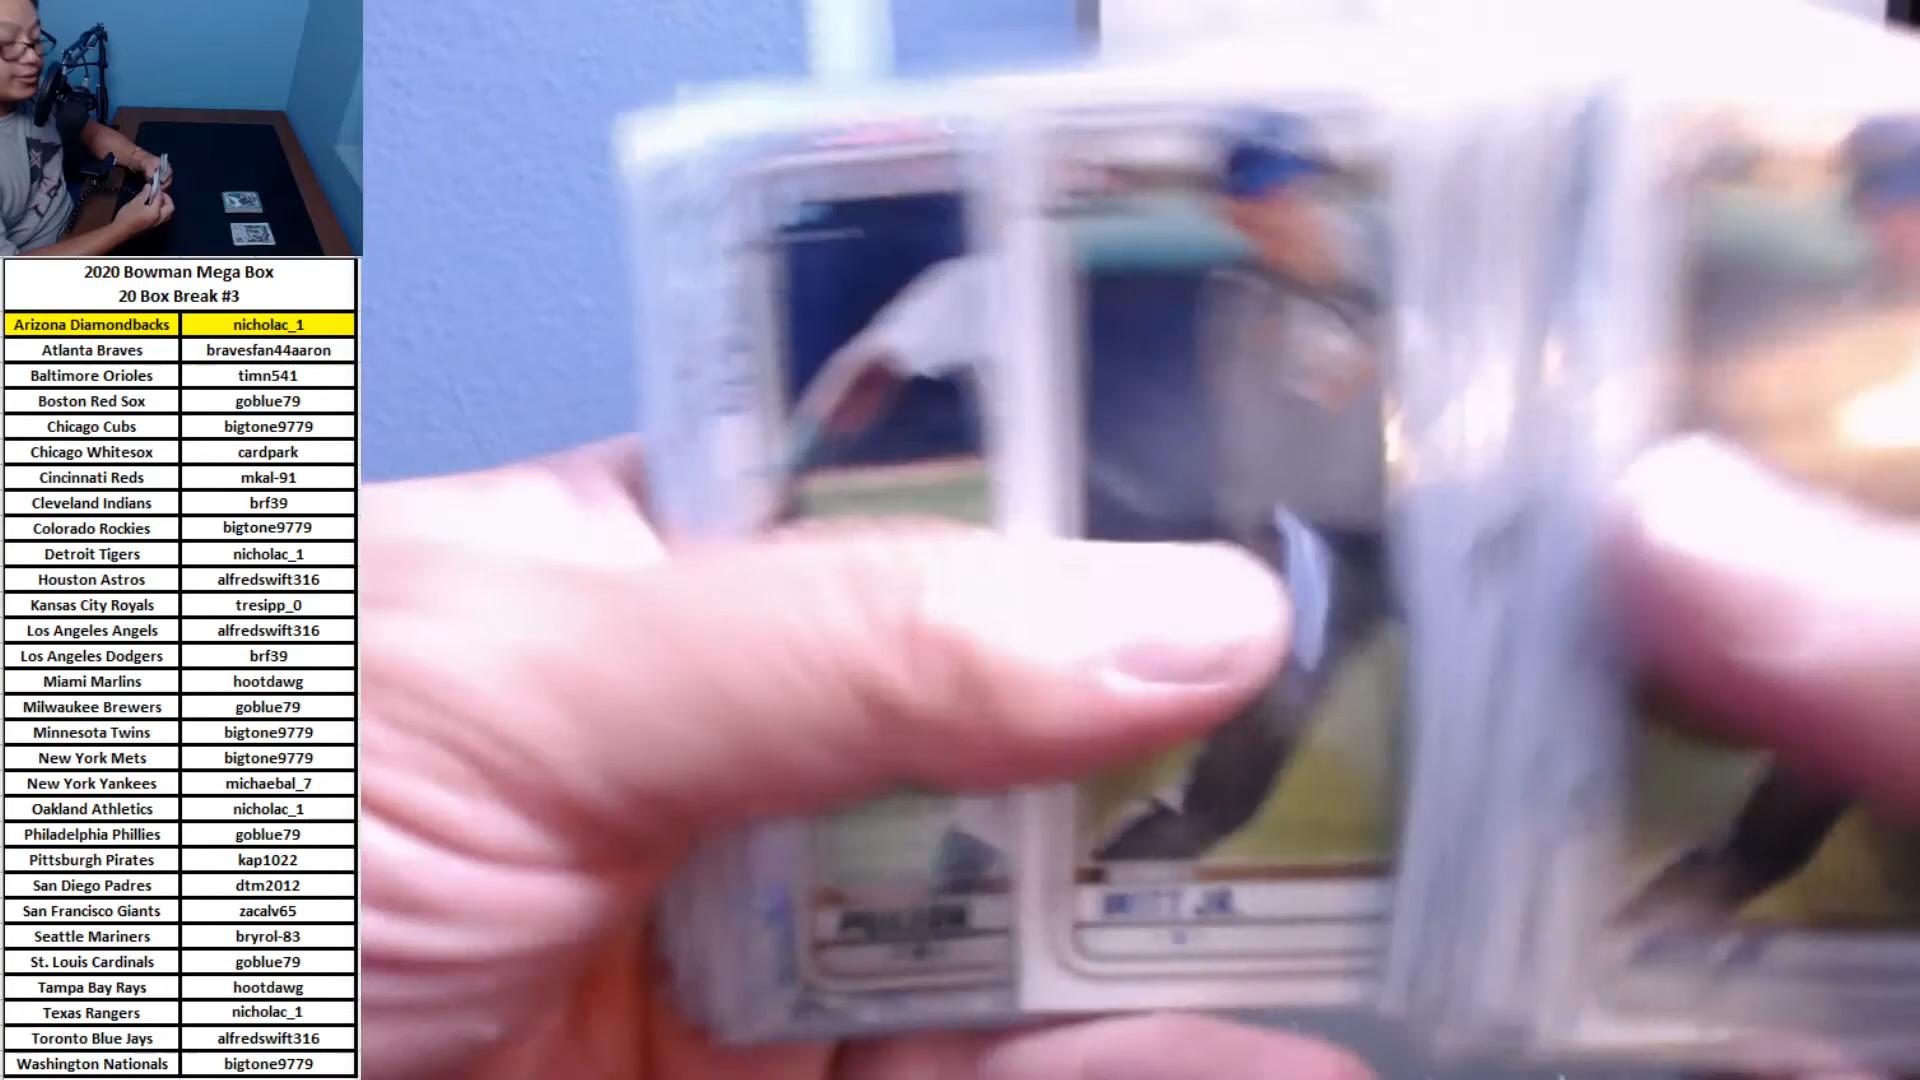 2020 Bowman Mega Box
20 Box Break #3
Arizona Diamondbacks nicholac_1
Atlanta Braves bravesfan44aaron
Baltimore Orioles timn541
Boston Red Sox goblue79
Chicago Cubs bigtone9779
Chicago Whitesox cardpark
Cincinnati Reds mkal-91
Cleveland Indians brf39
Colorado Rockies bigtone9779
Detroit Tigers nicholac_1
Houston Astros alfredswift316
Kansas City Royals tresipp_0
Los Angeles Angels alfredswift316
Los Angeles Dodgers brf39
Miami Marlins hootdawg
Milwaukee Brewers goblue79
Minnesota Twins bigtone9779
New York Mets bigtone9779
New York Yankees michaebal_7
Oakland Athletics nicholac_1
Philadelphia Phillies goblue79
Pittsburgh Pirates kap1022
San Diego Padres dtm2012
San Francisco Giants zacalv65
Seattle Mariners bryrol-83
St. Louis Cardinals goblue79
Tampa Bay Rays hootdawg
Texas Rangers nicholac_1
Toronto Blue Jays alfredswift316
Washington Nationals bigtone9779
WITT JR.